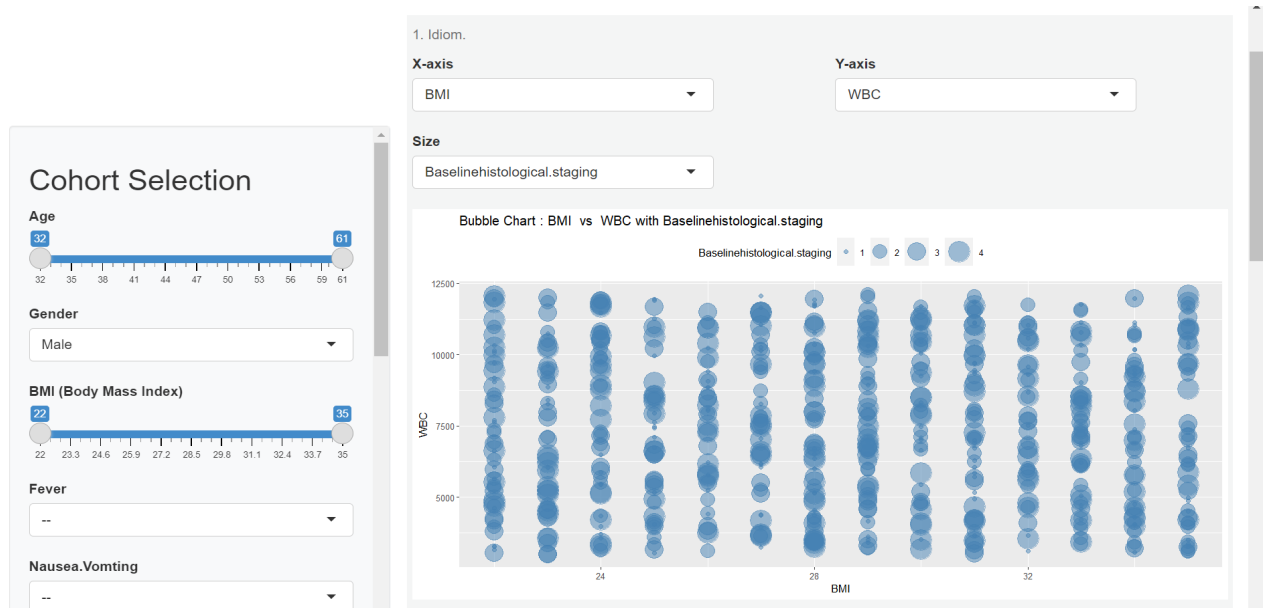 Cohort Selection
Age
32 61
32 35 38 41 44 47 50 53 56 59 61
Gender
Male
BMI (Body Mass Index)
22 35
22 23.3 24.6 25.9 27.2 28.5 29.8 31.1 32.4 33.7 35
Fever
--
Nausea.Vomting
--
1. Idiom.
X-axis Y-axis
BMI WBC
Size
Baselinehistological.staging
Bubble Chart : BMI vs WBC with Baselinehistological.staging
Baselinehistological.staging 1 2 3 4
12500
10000
7500
5000
WBC
24 28 32
BMI